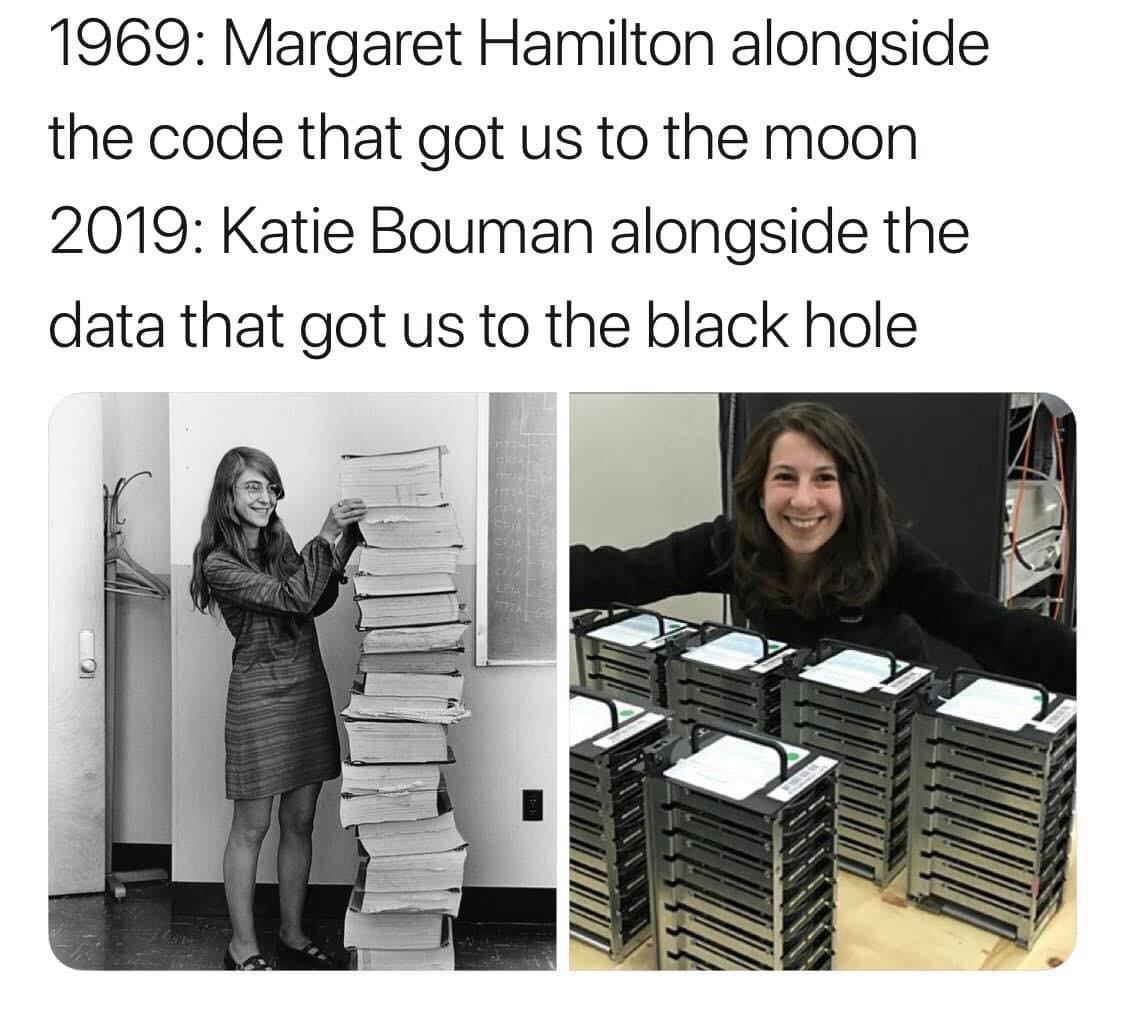 1969: Margaret Hamilton alongside
the code that got us to the moon
2019: Katie Bouman alongside the
data that got us to the black hole